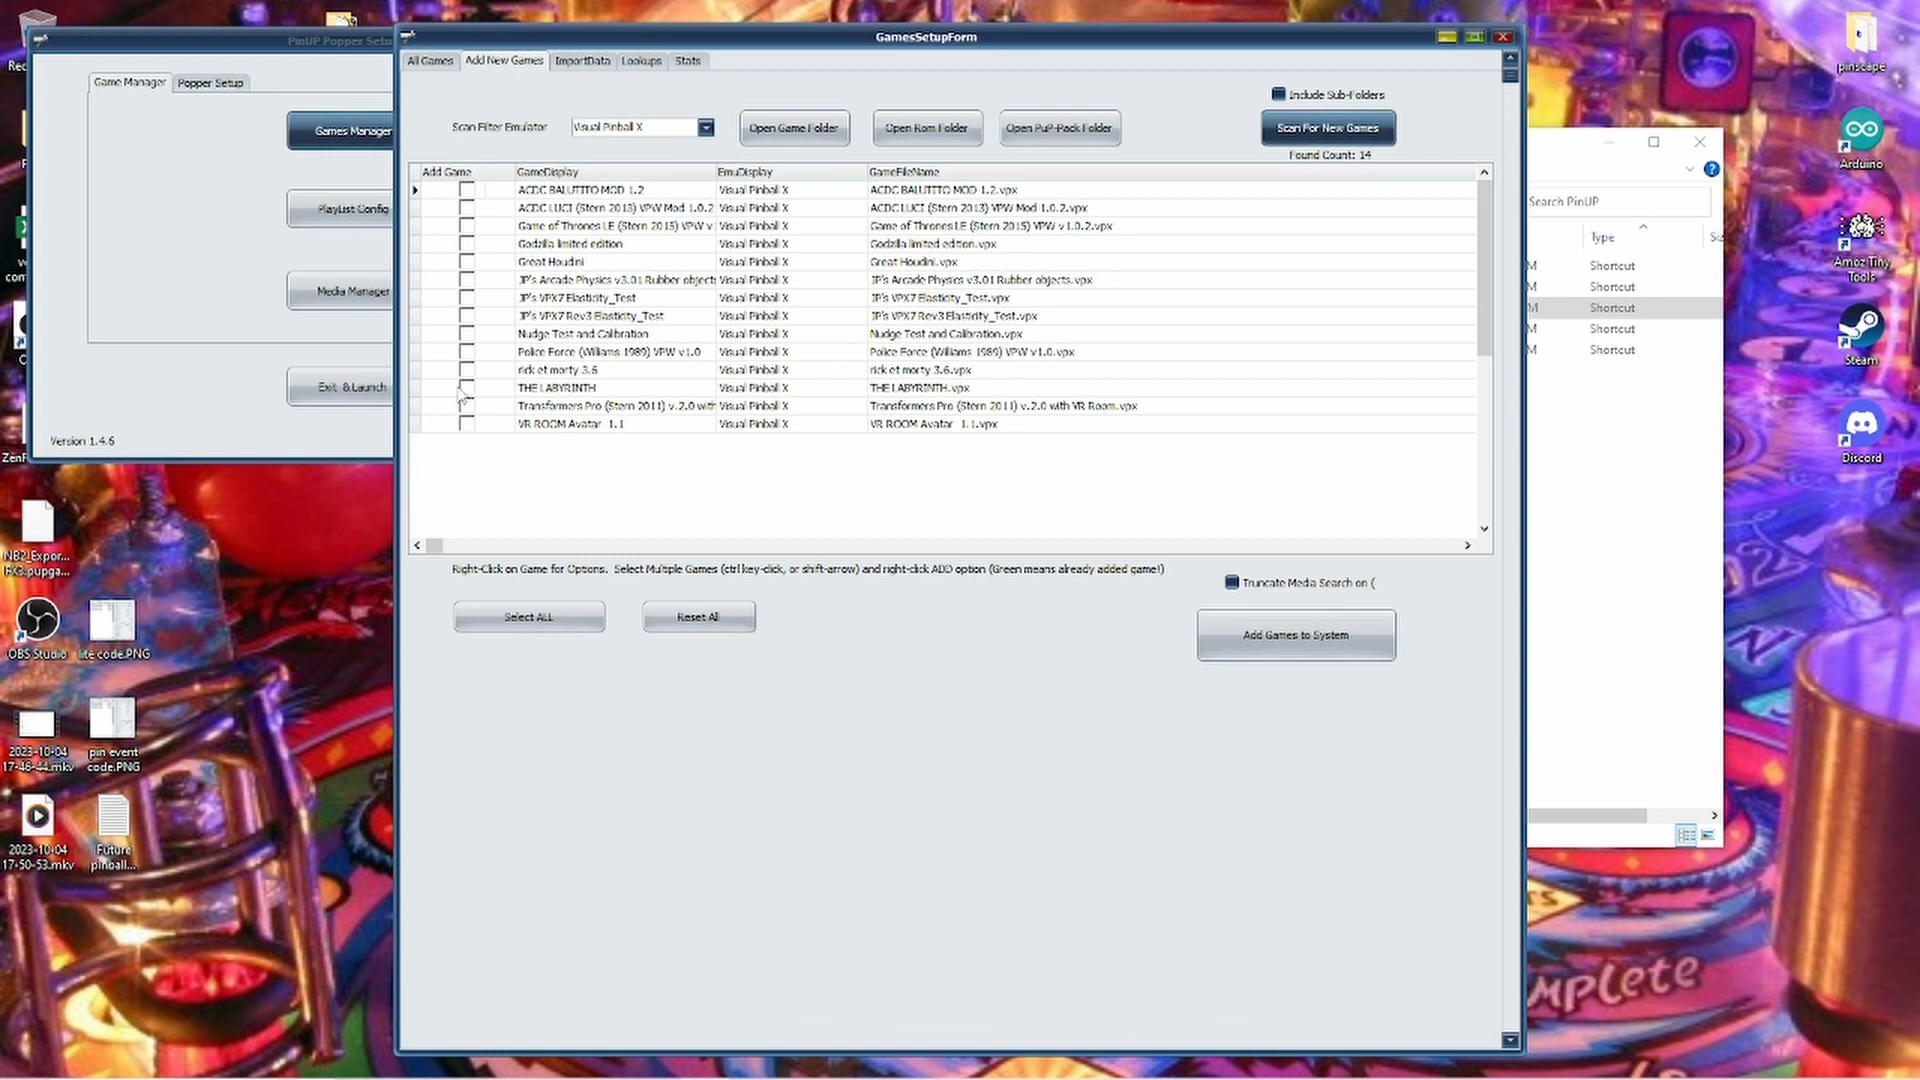 PinUP Popper Setu
Game Manager
Popper Setup
Games Manager
PlayList Config
Media Manager
Exit & Launch
Version 1.4.6
GamesSetupForm
All Games
Add New Games
ImportData
Lookups
Stats
Include Sub-Folders
Scan Filter Emulator
Visual Pinball X
Open Game Folder
Open Rom Folder
Open PuP-Pack Folder
Scan For New Games
Found Count: 14
Add Game GameDisplay EmuDisplay GameFileName
ACDC BALUTITO MOD 1.2 Visual Pinball X ACDC BALUTITO MOD 1.2.vpx
ACDC LUCI (Stern 2013) VPW Mod 1.0.2 Visual Pinball X ACDC LUCI (Stern 2013) VPW Mod 1.0.2.vpx
Game of Thrones LE (Stern 2015) VPW v Visual Pinball X Game of Thrones LE (Stern 2015) VPW v1.0.2.vpx
Godzilla limited edition Visual Pinball X Godzilla limited edition.vpx
Great Houdini Visual Pinball X Great Houdini.vpx
JP's Arcade Physics v3.01 Rubber objects Visual Pinball X JP's Arcade Physics v3.01 Rubber objects.vpx
JP's VPX7 Elasticity_Test Visual Pinball X JP's VPX7 Elasticity_Test.vpx
JP's VPX7 Rev3 Elasticity_Test Visual Pinball X JP's VPX7 Rev3 Elasticity_Test.vpx
Nudge Test and Calibration Visual Pinball X Nudge Test and Calibration.vpx
Police Force (Williams 1989) VPW v1.0 Visual Pinball X Police Force (Williams 1989) VPW v1.0.vpx
rick et morty 3.6 Visual Pinball X rick et morty 3.6.vpx
THE LABYRINTH Visual Pinball X THE LABYRINTH.vpx
Transformers Pro (Stern 2011) v.2.0 with Visual Pinball X Transformers Pro (Stern 2011) v.2.0 with VR Room.vpx
VR ROOM Avatar 1.1 Visual Pinball X VR ROOM Avatar 1.1.vpx
Right-Click on Game for Options. Select Multiple Games (ctrl key-click, or shift-arrow) and right-click ADD option (Green means already added game!)
Truncate Media Search on (
Select ALL
Reset All
Add Games to System
Search PinUP
Type
Siz
M Shortcut
M Shortcut
M Shortcut
M Shortcut
M Shortcut
pinscape
Arduino
Amoz Tiny
Tools
Steam
Discord
Rec
ZenF
NB2_Expor...
OBS Studio
lite code.PNG
2023-10-04
17-46-44.mkv
pin event
code.PNG
2023-10-04
17-50-53.mkv
Future
pinball...